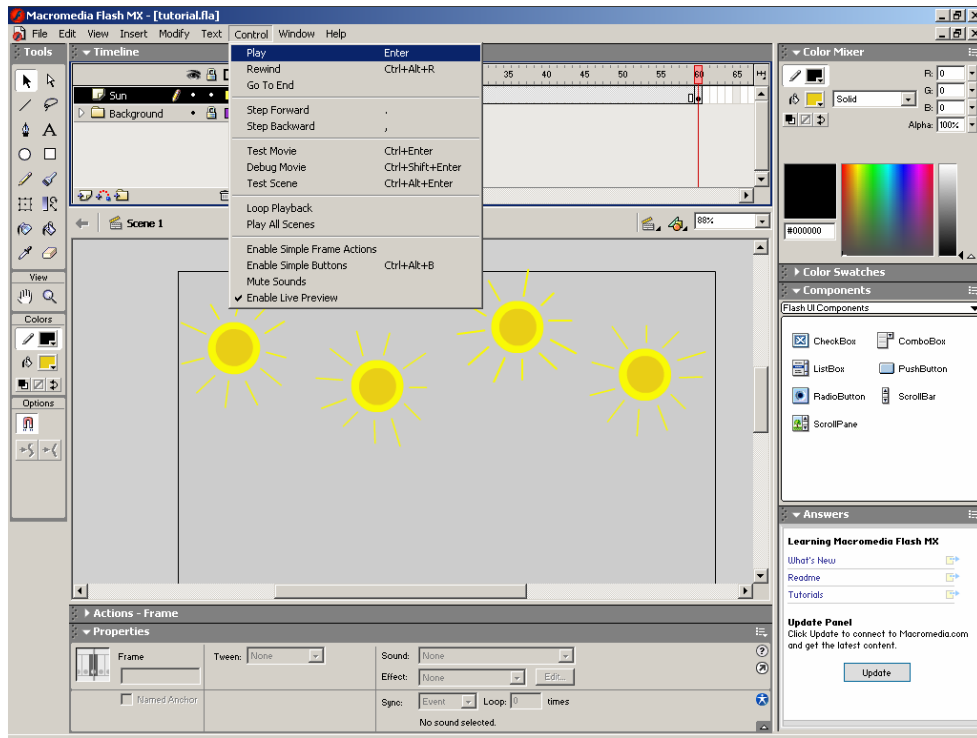 Macromedia Flash MX - [tutorial.fla]
File Edit View Insert Modify Text Control Window Help
Tools
Timeline
Play Enter
Rewind Ctrl+Alt+R
Go To End
Step Forward .
Step Backward ,
Test Movie Ctrl+Enter
Debug Movie Ctrl+Shift+Enter
Test Scene Ctrl+Alt+Enter
Loop Playback
Play All Scenes
Enable Simple Frame Actions
Enable Simple Buttons Ctrl+Alt+B
Mute Sounds
Enable Live Preview
35 40 45 50 55 60 65
Sun
Background
Scene 1
88%
View
Colors
Options
Color Mixer
R: 0
G: 0
B: 0
Alpha: 100%
Solid
#000000
Color Swatches
Components
Flash UI Components
CheckBox ComboBox
ListBox PushButton
RadioButton ScrollBar
ScrollPane
Answers
Learning Macromedia Flash MX
What's New
Readme
Tutorials
Update Panel
Click Update to connect to Macromedia.com
and get the latest content.
Update
Actions - Frame
Properties
Frame Tween: None Sound: None
Effect: None Edit...
Named Anchor Sync: Event Loop: 0 times
No sound selected.